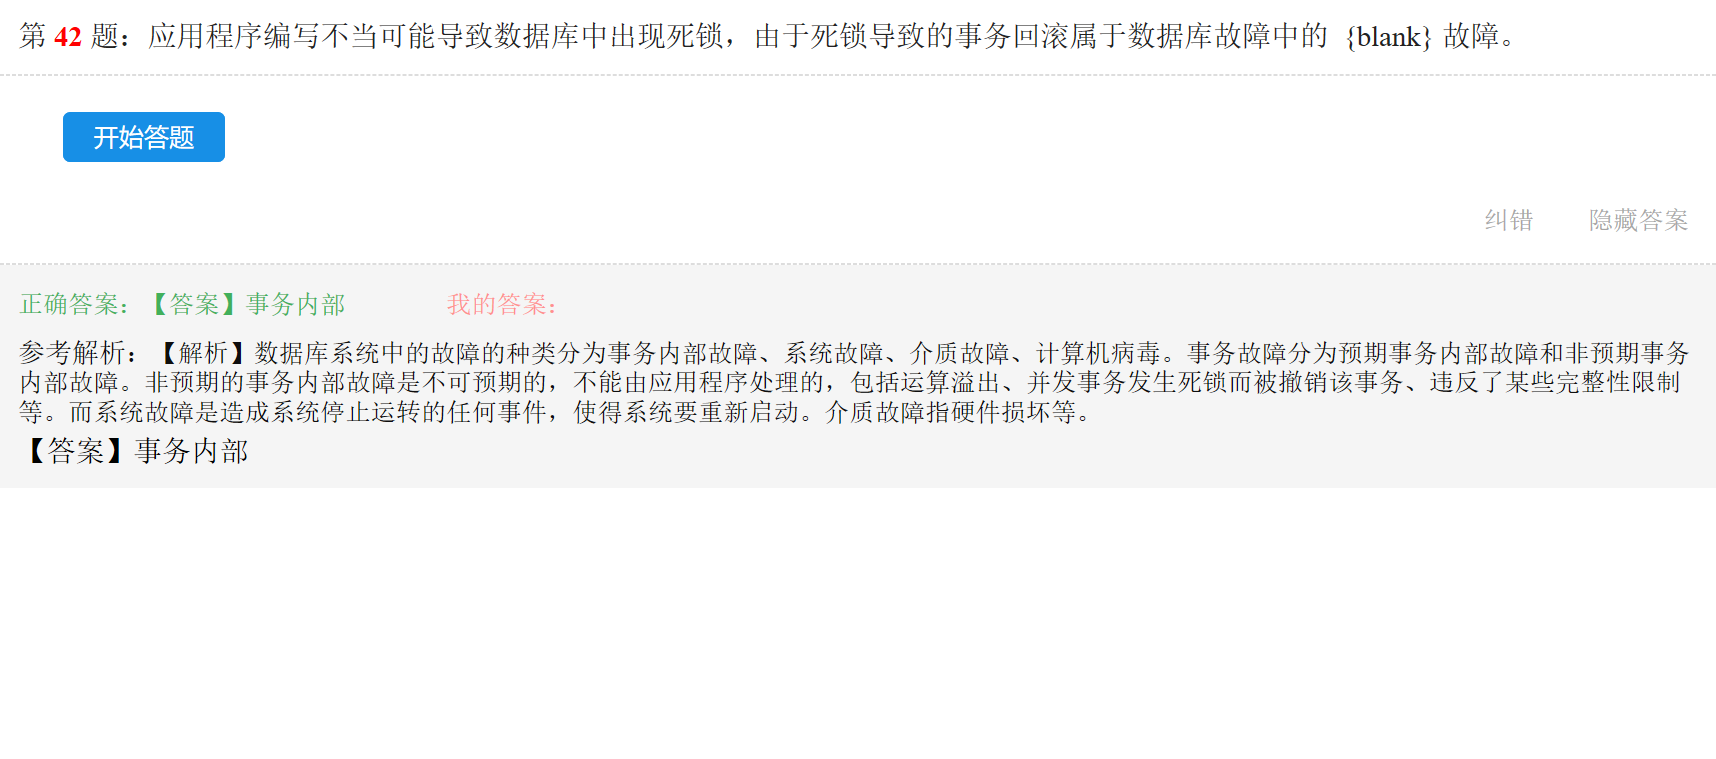 第 42 题：应用程序编写不当可能导致数据库中出现死锁，由于死锁导致的事务回滚属于数据库故障中的 {blank} 故障。
开始答题
纠错 隐藏答案
正确答案：【答案】事务内部 我的答案：
参考解析：【解析】数据库系统中的故障的种类分为事务内部故障、系统故障、介质故障、计算机病毒。事务故障分为预期事务内部故障和非预期事务
内部故障。非预期的事务内部故障是不可预期的，不能由应用程序处理的，包括运算溢出、并发事务发生死锁而被撤销该事务、违反了某些完整性限制
等。而系统故障是造成系统停止运转的任何事件，使得系统要重新启动。介质故障指硬件损坏等。
【答案】事务内部